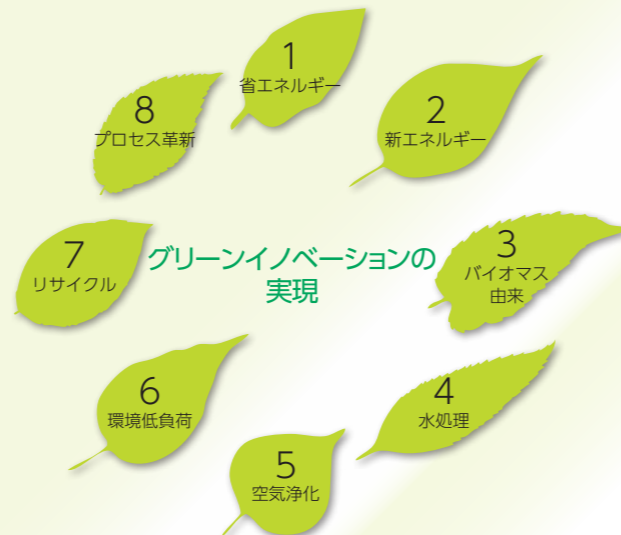 1
省エネルギー
2
新エネルギー
3
バイオマス
由来
4
水処理
5
空気浄化
6
環境低負荷
7
リサイクル
8
プロセス革新
グリーンイノベーションの
実現